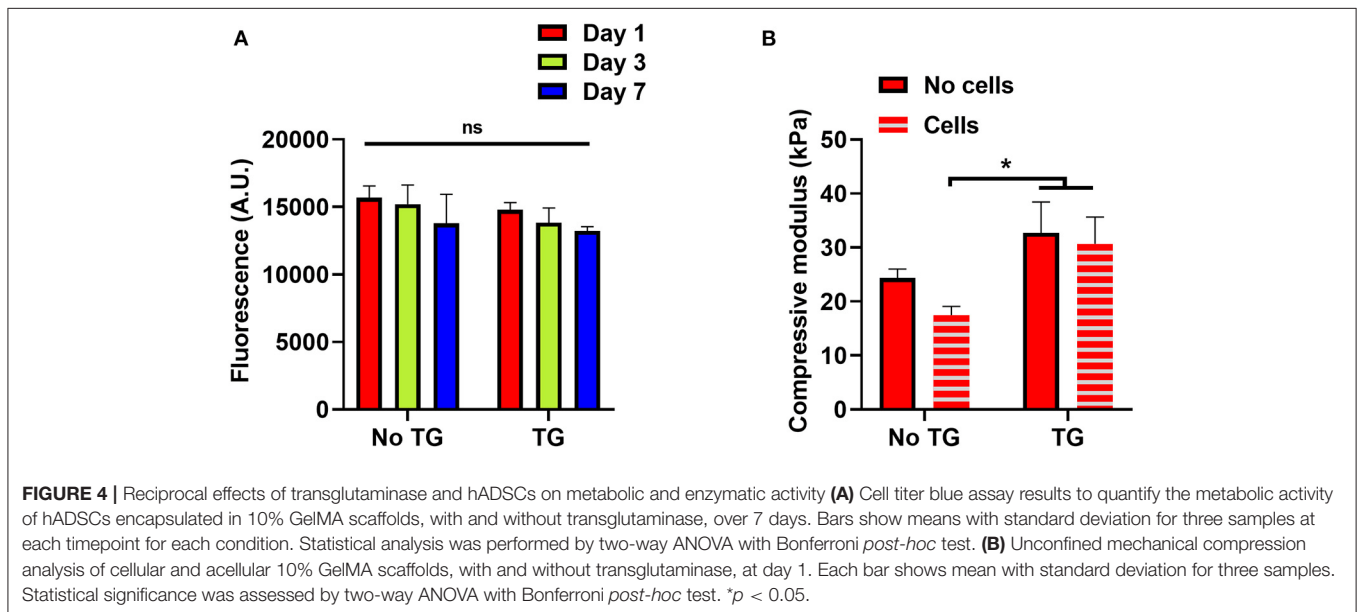 A
Day 1
Day 3
Day 7
ns
20000
15000
10000
5000
0
Fluorescence (A.U.)
No TG
TG
B
No cells
Cells
*
50
40
30
20
10
0
Compressive modulus (kPa)
No TG
TG
FIGURE 4 | Reciprocal effects of transglutaminase and hADSCs on metabolic and enzymatic activity (A) Cell titer blue assay results to quantify the metabolic activity
of hADSCs encapsulated in 10% GelMA scaffolds, with and without transglutaminase, over 7 days. Bars show means with standard deviation for three samples at
each timepoint for each condition. Statistical analysis was performed by two-way ANOVA with Bonferroni post-hoc test. (B) Unconfined mechanical compression
analysis of cellular and acellular 10% GelMA scaffolds, with and without transglutaminase, at day 1. Each bar shows mean with standard deviation for three samples.
Statistical significance was assessed by two-way ANOVA with Bonferroni post-hoc test. *p < 0.05.